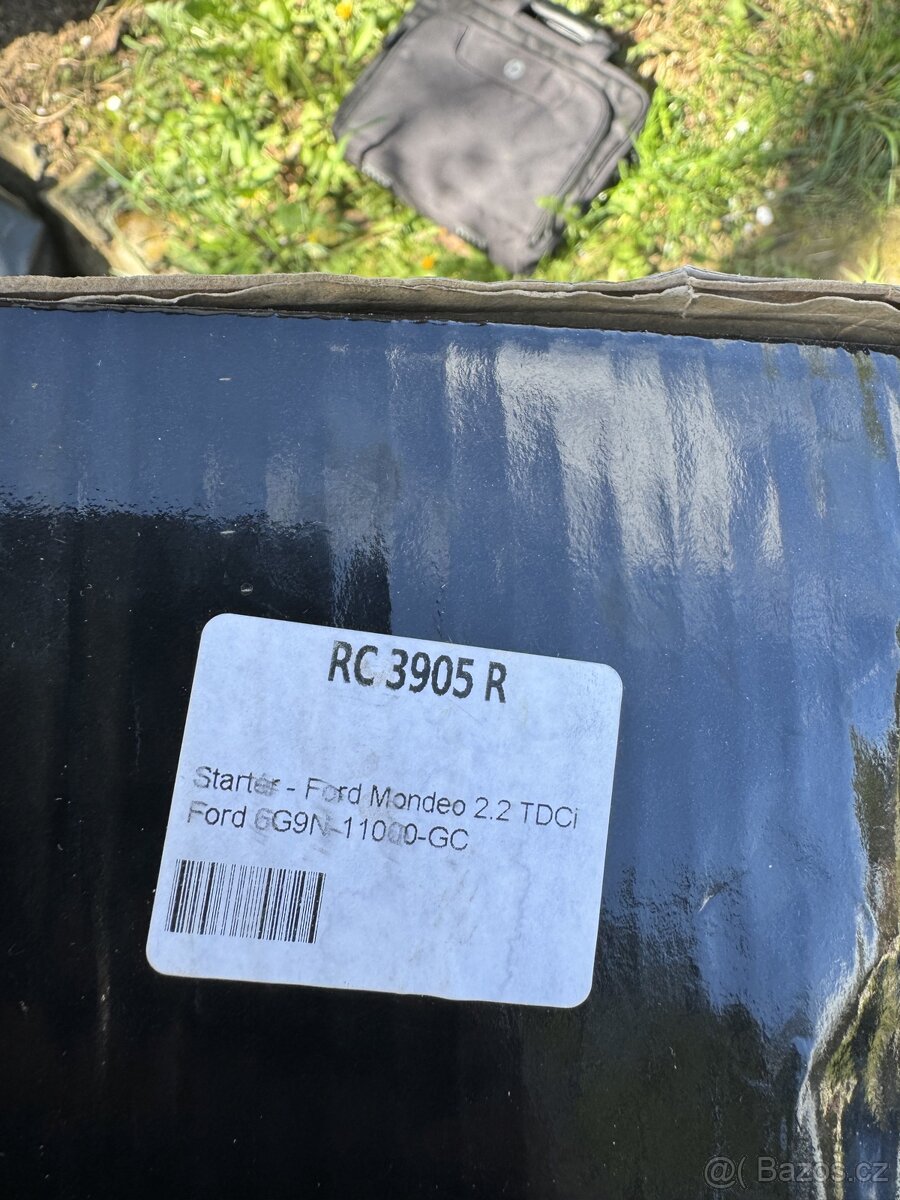 RC 3905 R
Starter - Ford Mondeo 2.2 TDCi
Ford 6G9N-11000-GC
@( Bazos.cz